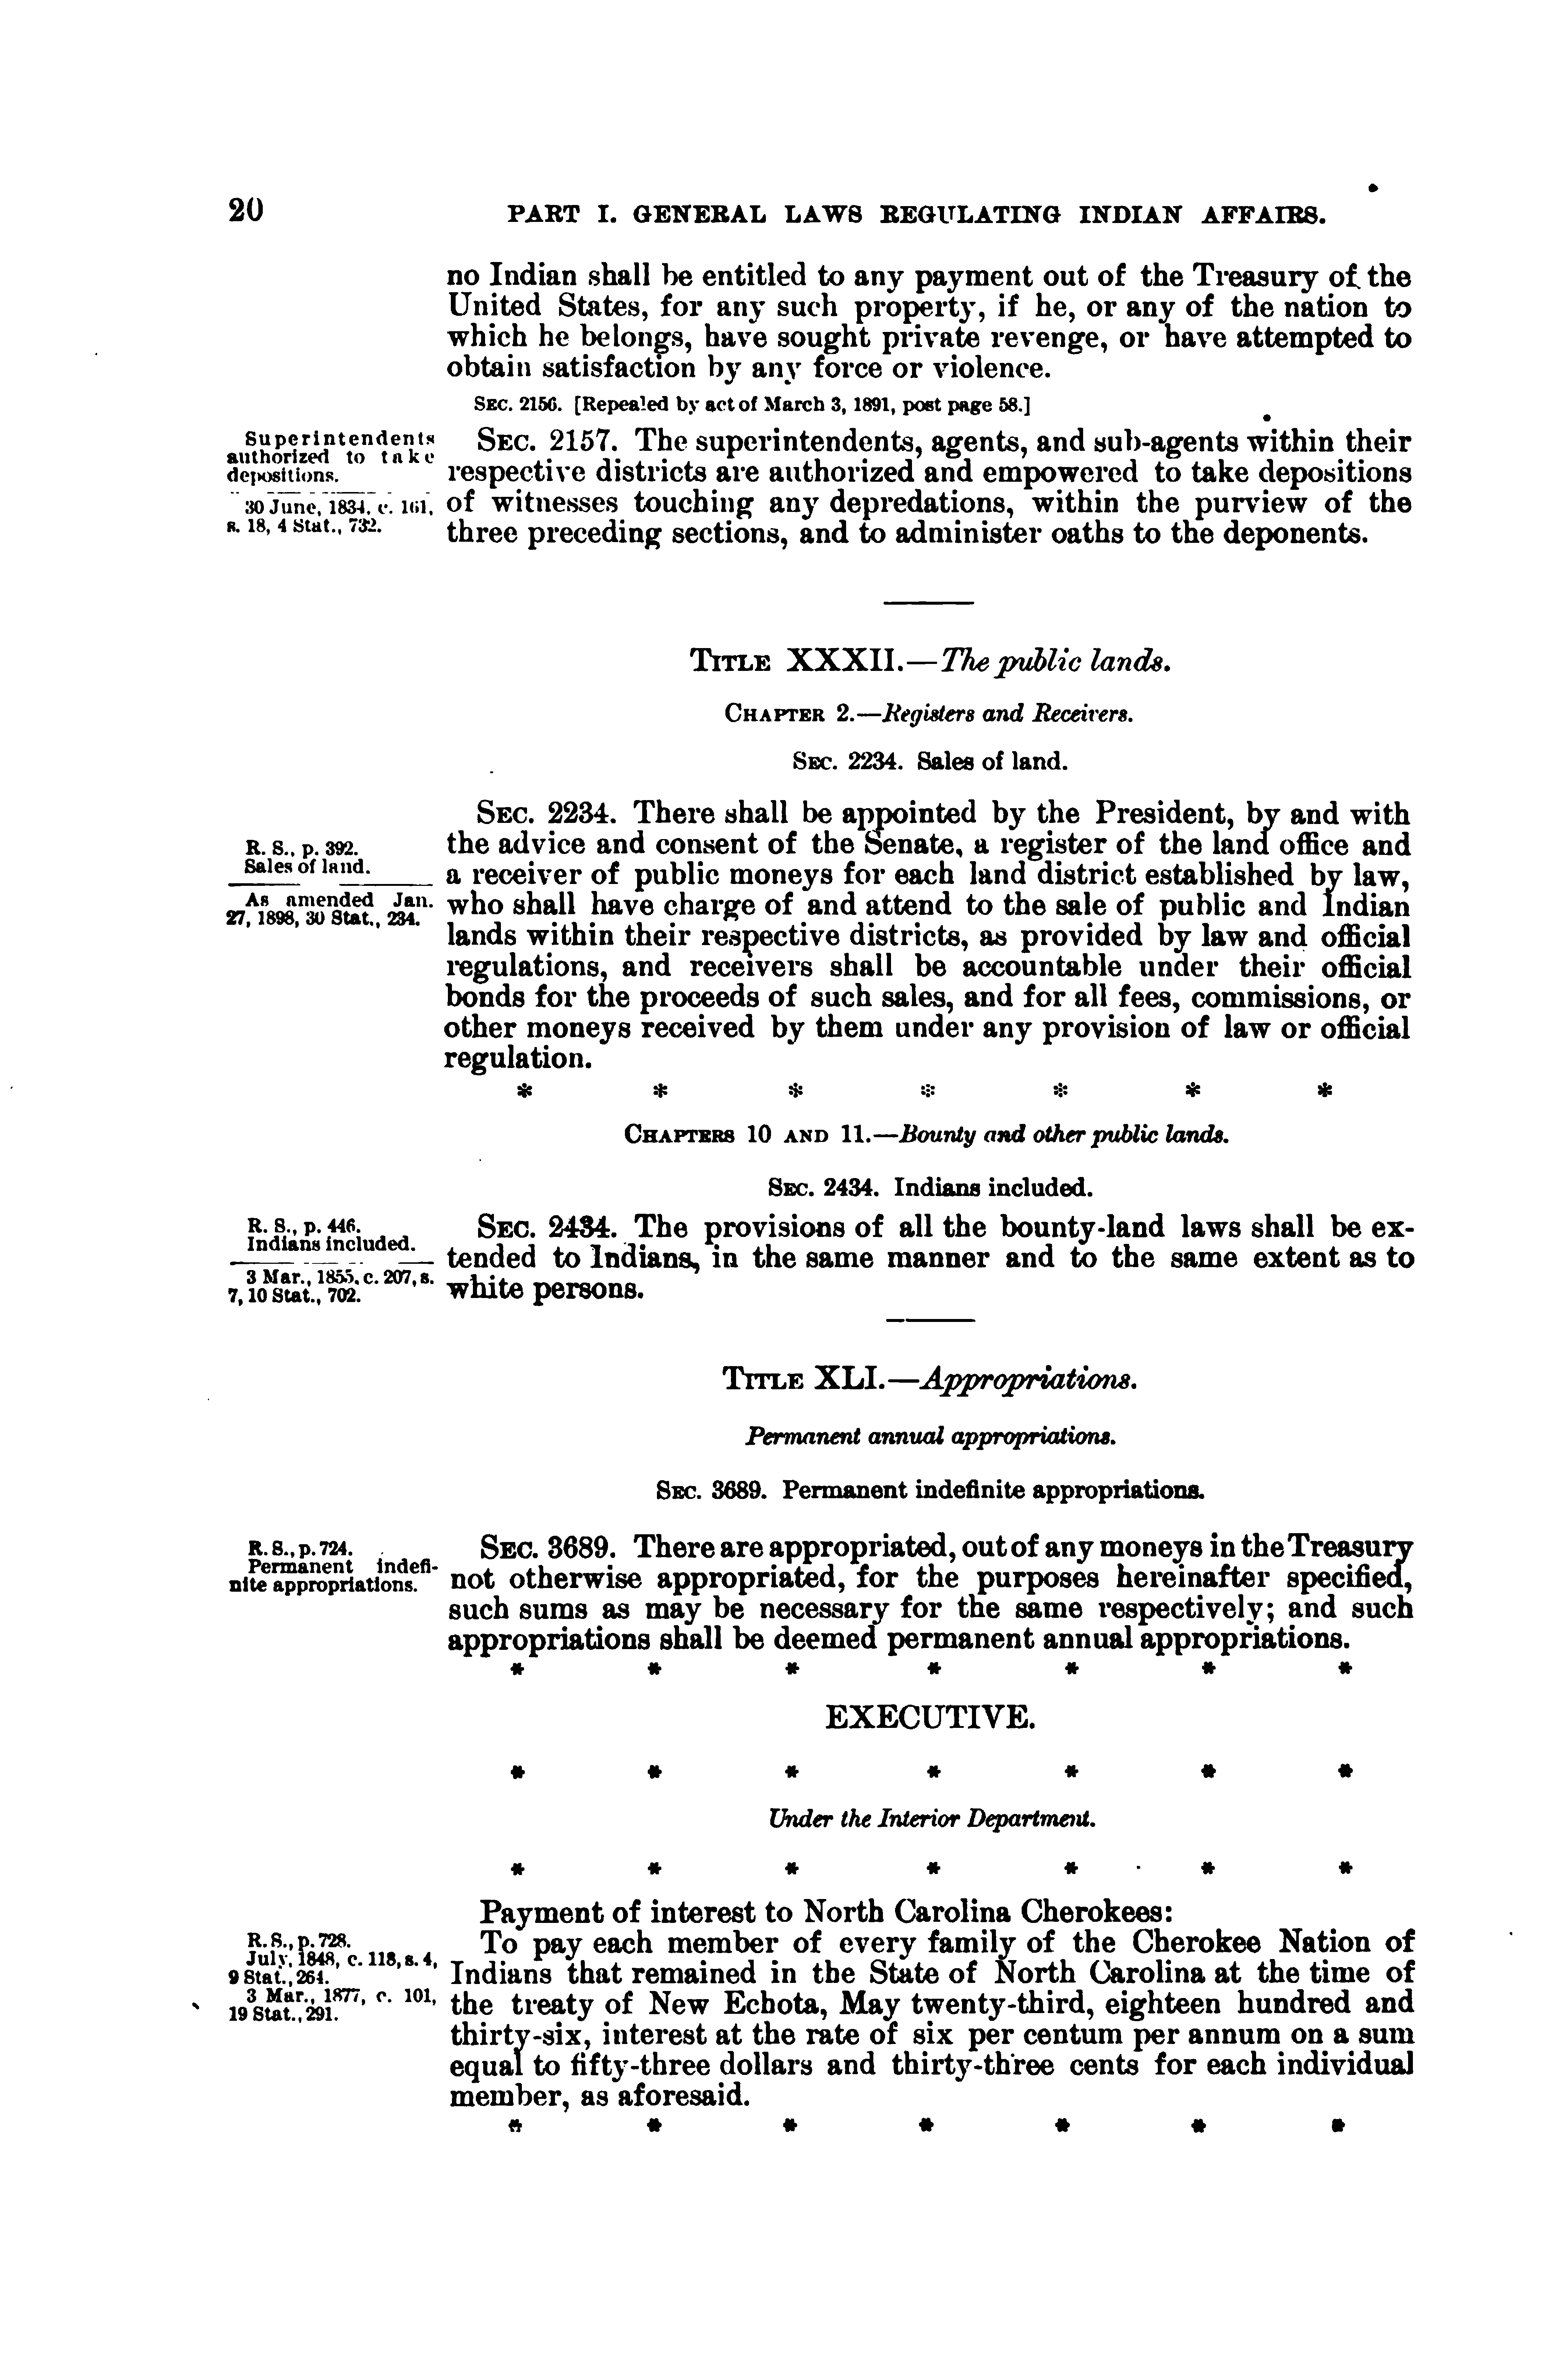 20
PART I. GENERAL LAWS REGULATING INDIAN AFFAIRS.
no Indian shall be entitled to any payment out of the Treasury of the
United States, for any such property, if he, or any of the nation to
which he belongs, have sought private revenge, or have attempted to
obtain satisfaction by any force or violence.
SEC. 2156. [Repealed by act of March 3, 1891, post page 58.]
Superintendents
authorized to take
depositions.
30 June, 1834, c. 161,
s. 18, 4 Stat., 732.
SEC. 2157. The superintendents, agents, and sub-agents within their
respective districts are authorized and empowered to take depositions
of witnesses touching any depredations, within the purview of the
three preceding sections, and to administer oaths to the deponents.
TITLE XXXII.—The public lands.
CHAPTER 2.—Registers and Receivers.
SEC. 2234. Sales of land.
R. S., p. 392.
Sales of land.
As amended Jan.
27, 1898, 30 Stat., 234.
SEC. 2234. There shall be appointed by the President, by and with
the advice and consent of the Senate, a register of the land office and
a receiver of public moneys for each land district established by law,
who shall have charge of and attend to the sale of public and Indian
lands within their respective districts, as provided by law and official
regulations, and receivers shall be accountable under their official
bonds for the proceeds of such sales, and for all fees, commissions, or
other moneys received by them under any provision of law or official
regulation.
* * * * * * *
CHAPTERS 10 AND 11.—Bounty and other public lands.
SEC. 2434. Indians included.
R. S., p. 446.
Indians included.
3 Mar., 1855, c. 207, s.
7, 10 Stat., 702.
SEC. 2434. The provisions of all the bounty-land laws shall be ex-
tended to Indians, in the same manner and to the same extent as to
white persons.
TITLE XLI.—Appropriations.
Permanent annual appropriations.
SEC. 3689. Permanent indefinite appropriations.
R. S., p. 724.
Permanent indefi-
nite appropriations.
SEC. 3689. There are appropriated, out of any moneys in the Treasury
not otherwise appropriated, for the purposes hereinafter specified,
such sums as may be necessary for the same respectively; and such
appropriations shall be deemed permanent annual appropriations.
* * * * * * *
EXECUTIVE.
* * * * * * *
Under the Interior Department.
* * * * * * *
Payment of interest to North Carolina Cherokees:
R. S., p. 728.
July, 1848, c. 118, s. 4,
9 Stat., 264.
3 Mar., 1877, c. 101,
19 Stat., 291.
To pay each member of every family of the Cherokee Nation of
Indians that remained in the State of North Carolina at the time of
the treaty of New Echota, May twenty-third, eighteen hundred and
thirty-six, interest at the rate of six per centum per annum on a sum
equal to fifty-three dollars and thirty-three cents for each individual
member, as aforesaid.
* * * * * * *